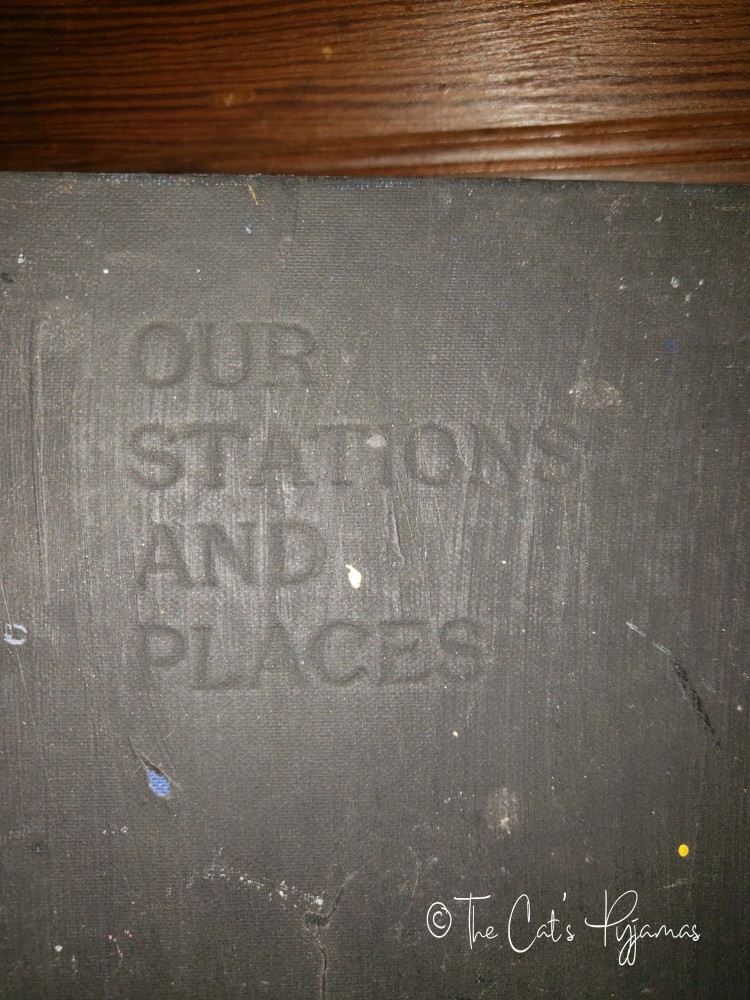 OUR
STATIONS
AND
PLACES
© The Cat's Pyjamas